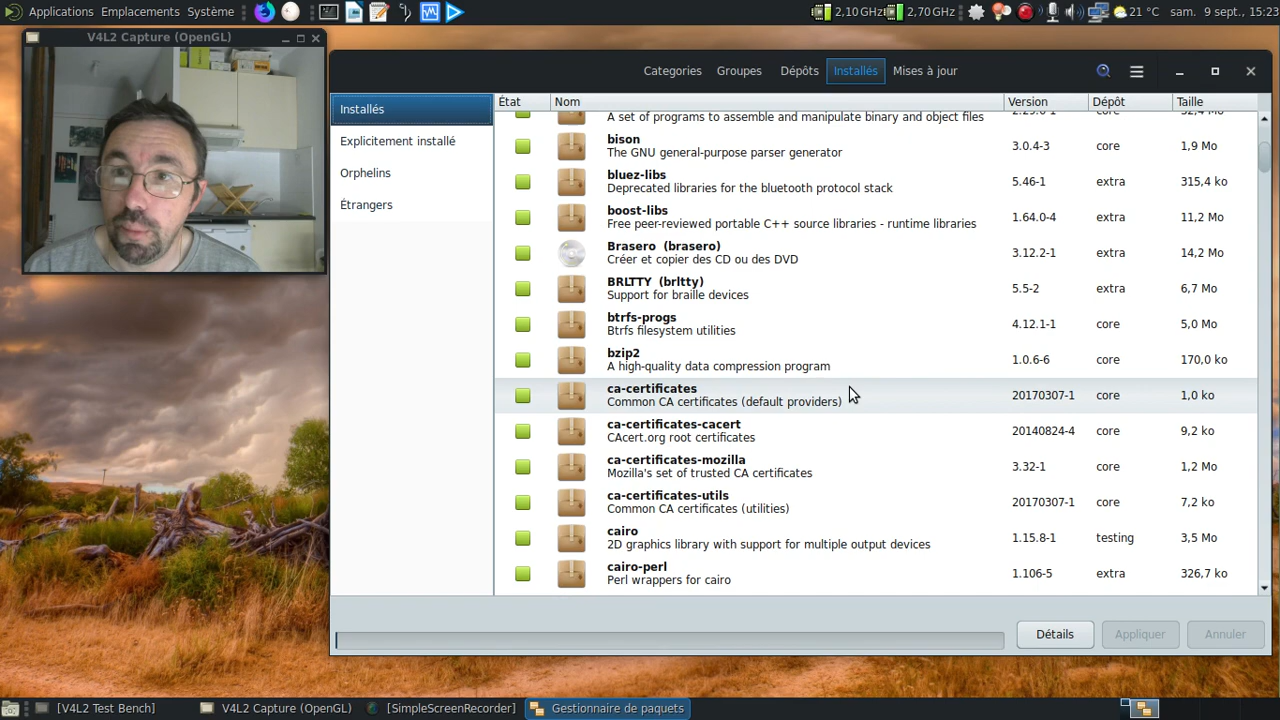 Applications Emplacements Système 2,10 GHz 2,70 GHz 21 °C sam. 9 sept., 15:23
V4L2 Capture (OpenGL)
Categories Groupes Dépôts Installés Mises à jour
Installés
Explicitement installé
Orphelins
Étrangers
État Nom Version Dépôt Taille
A set of programs to assemble and manipulate binary and object files
bison
The GNU general-purpose parser generator 3.0.4-3 core 1,9 Mo
bluez-libs
Deprecated libraries for the bluetooth protocol stack 5.46-1 extra 315,4 ko
boost-libs
Free peer-reviewed portable C++ source libraries - runtime libraries 1.64.0-4 extra 11,2 Mo
Brasero (brasero)
Créer et copier des CD ou des DVD 3.12.2-1 extra 14,2 Mo
BRLTTY (brltty)
Support for braille devices 5.5-2 extra 6,7 Mo
btrfs-progs
Btrfs filesystem utilities 4.12.1-1 core 5,0 Mo
bzip2
A high-quality data compression program 1.0.6-6 core 170,0 ko
ca-certificates
Common CA certificates (default providers) 20170307-1 core 1,0 ko
ca-certificates-cacert
CAcert.org root certificates 20140824-4 core 9,2 ko
ca-certificates-mozilla
Mozilla's set of trusted CA certificates 3.32-1 core 1,2 Mo
ca-certificates-utils
Common CA certificates (utilities) 20170307-1 core 7,2 ko
cairo
2D graphics library with support for multiple output devices 1.15.8-1 testing 3,5 Mo
cairo-perl
Perl wrappers for cairo 1.106-5 extra 326,7 ko
Détails Appliquer Annuler
[V4L2 Test Bench] V4L2 Capture (OpenGL) [SimpleScreenRecorder] Gestionnaire de paquets